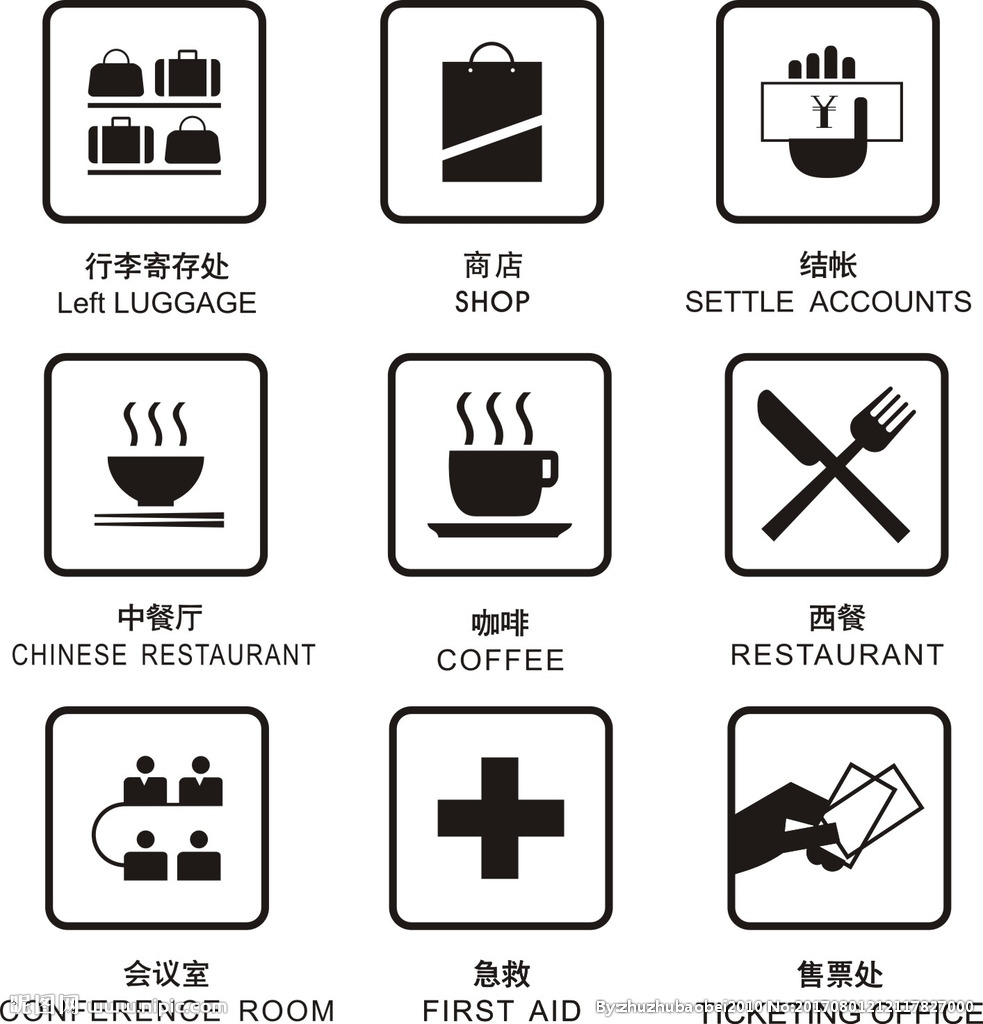 ¥
行李寄存处
Left LUGGAGE
商店
SHOP
结帐
SETTLE ACCOUNTS
中餐厅
CHINESE RESTAURANT
咖啡
COFFEE
西餐
RESTAURANT
会议室
CONFERENCE ROOM
急救
FIRST AID
售票处
TICKETING OFFICE
昵图网 www.nipic.com
By:zhuzhubaobei2010 No:20170801212117827000